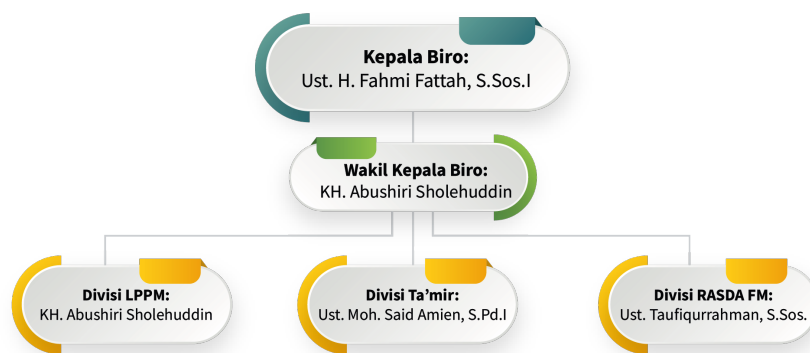 Kepala Biro:
Ust. H. Fahmi Fattah, S.Sos.I
Wakil Kepala Biro:
KH. Abushiri Sholehuddin
Divisi LPPM:
KH. Abushiri Sholehuddin
Divisi Ta’mir:
Ust. Moh. Said Amien, S.Pd.I
Divisi RASDA FM:
Ust. Taufiqurrahman, S.Sos.